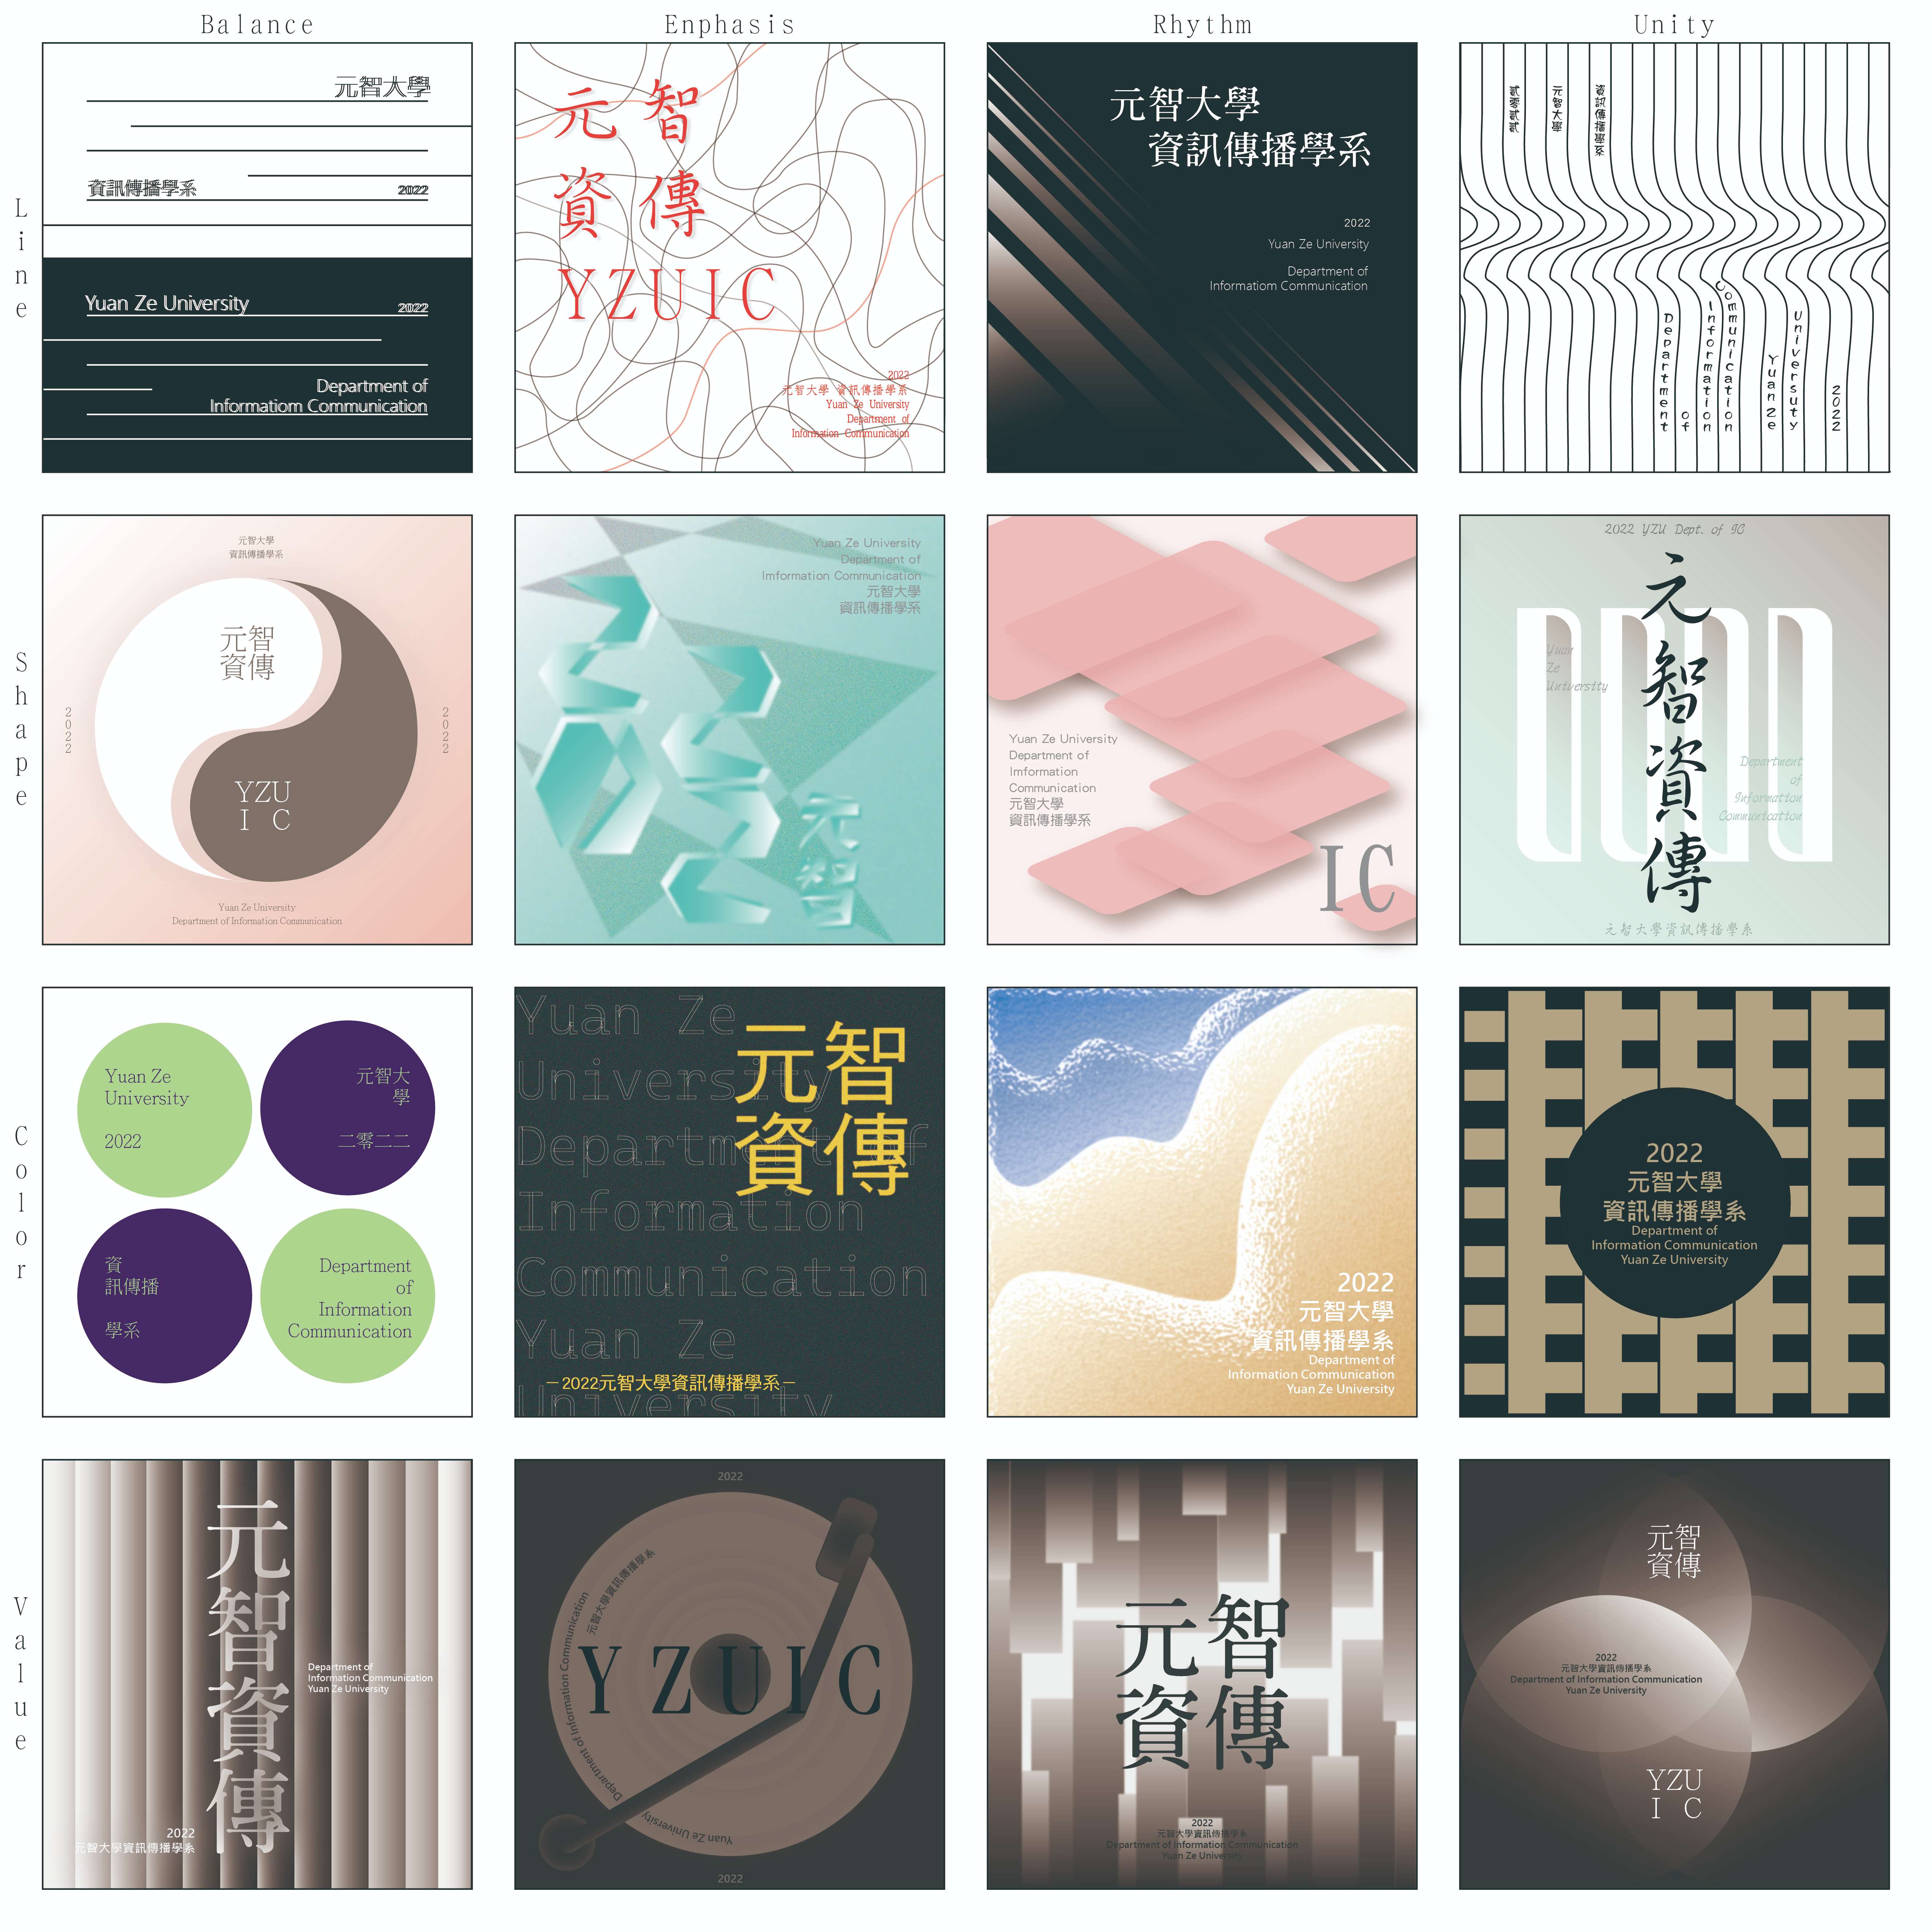 Balance
Enphasis
Rhythm
Unity
Line
元智大學
資訊傳播學系
2022
Yuan Ze University
2022
Department of
Informatiom Communication
元智
資傳
YZUIC
2022
元智大學 資訊傳播學系
Yuan Ze University
Department of
Information Communication
元智大學
資訊傳播學系
2022
Yuan Ze University
Department of
Informatiom Communication
元智大學
資訊傳播學系
Department
of
Information
Communication
Yuan Ze
Universuty
2022
Shape
元智大學
資訊傳播學系
元智
資傳
2022
2022
YZU
I C
Yuan Ze University
Department of Information Communication
Yuan Ze University
Department of
Imformation Communication
元智大學
資訊傳播學系
元智
Yuan Ze University
Department of
Imformation
Communication
元智大學
資訊傳播學系
IC
2022 YZU Dept. of IC
元智資傳
Yuan
Ze
University
Department
of
Information
Communication
元智大學資訊傳播學系
Color
Yuan Ze
University
2022
元智大
學
二零二二
資
訊傳播
學系
Department
of
Information
Communication
Yuan Ze
University
Department of
Information
Communication
Yuan Ze
University
元智
資傳
—2022元智大學資訊傳播學系—
2022
元智大學
資訊傳播學系
Department of
Information Communication
Yuan Ze University
2022
元智大學
資訊傳播學系
Department of
Information Communication
Yuan Ze University
Value
元智資傳
Department of
Information Communication
Yuan Ze University
2022
元智大學資訊傳播學系
2022
元智大學資訊傳播學系
Department of Information Communication
YZUIC
Yuan Ze University
2022
元智
資傳
2022
元智大學資訊傳播學系
Department of Information Communication
Yuan Ze University
元智
資傳
2022
元智大學資訊傳播學系
Department of Information Communication
Yuan Ze University
YZU
I C